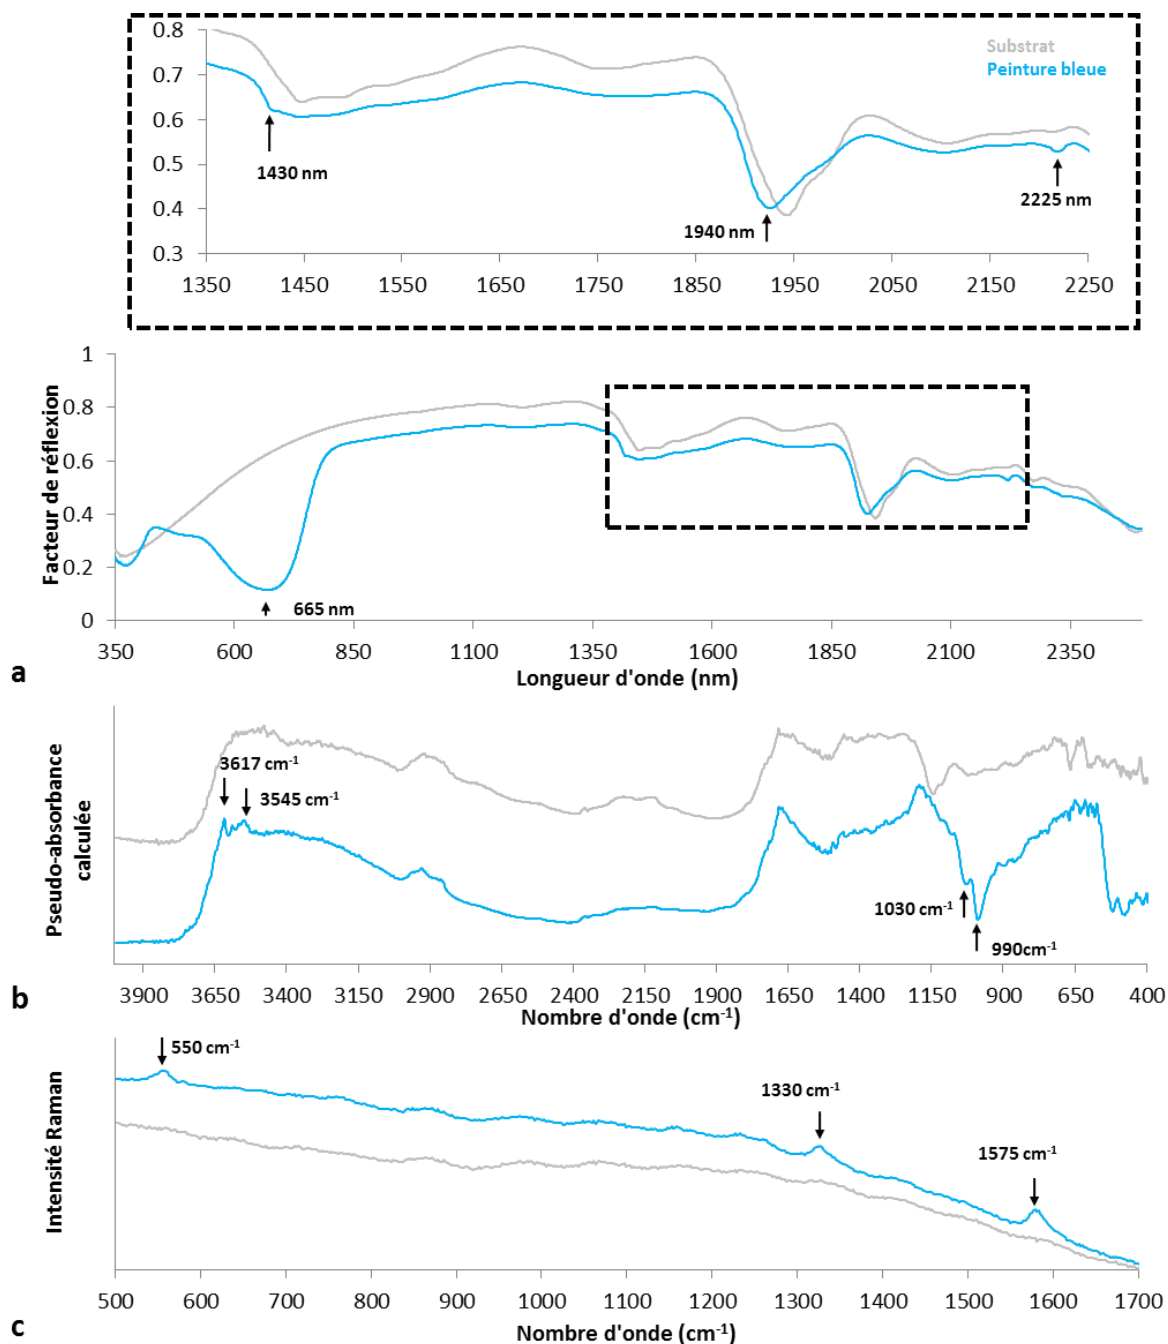 a
0.8
0.7
0.6
0.5
0.4
0.3
Substrat
Peinture bleue
1430 nm
1940 nm
2225 nm
1350 1450 1550 1650 1750 1850 1950 2050 2150 2250
Facteur de réflexion
1
0.8
0.6
0.4
0.2
0
665 nm
350 600 850 1100 1350 1600 1850 2100 2350
Longueur d'onde (nm)
a
Pseudo-absorbance
calculée
3617 cm⁻¹
3545 cm⁻¹
1030 cm⁻¹
990cm⁻¹
3900 3650 3400 3150 2900 2650 2400 2150 1900 1650 1400 1150 900 650 400
Nombre d'onde (cm⁻¹)
b
Intensité Raman
550 cm⁻¹
1330 cm⁻¹
1575 cm⁻¹
500 600 700 800 900 1000 1100 1200 1300 1400 1500 1600 1700
Nombre d'onde (cm⁻¹)
c